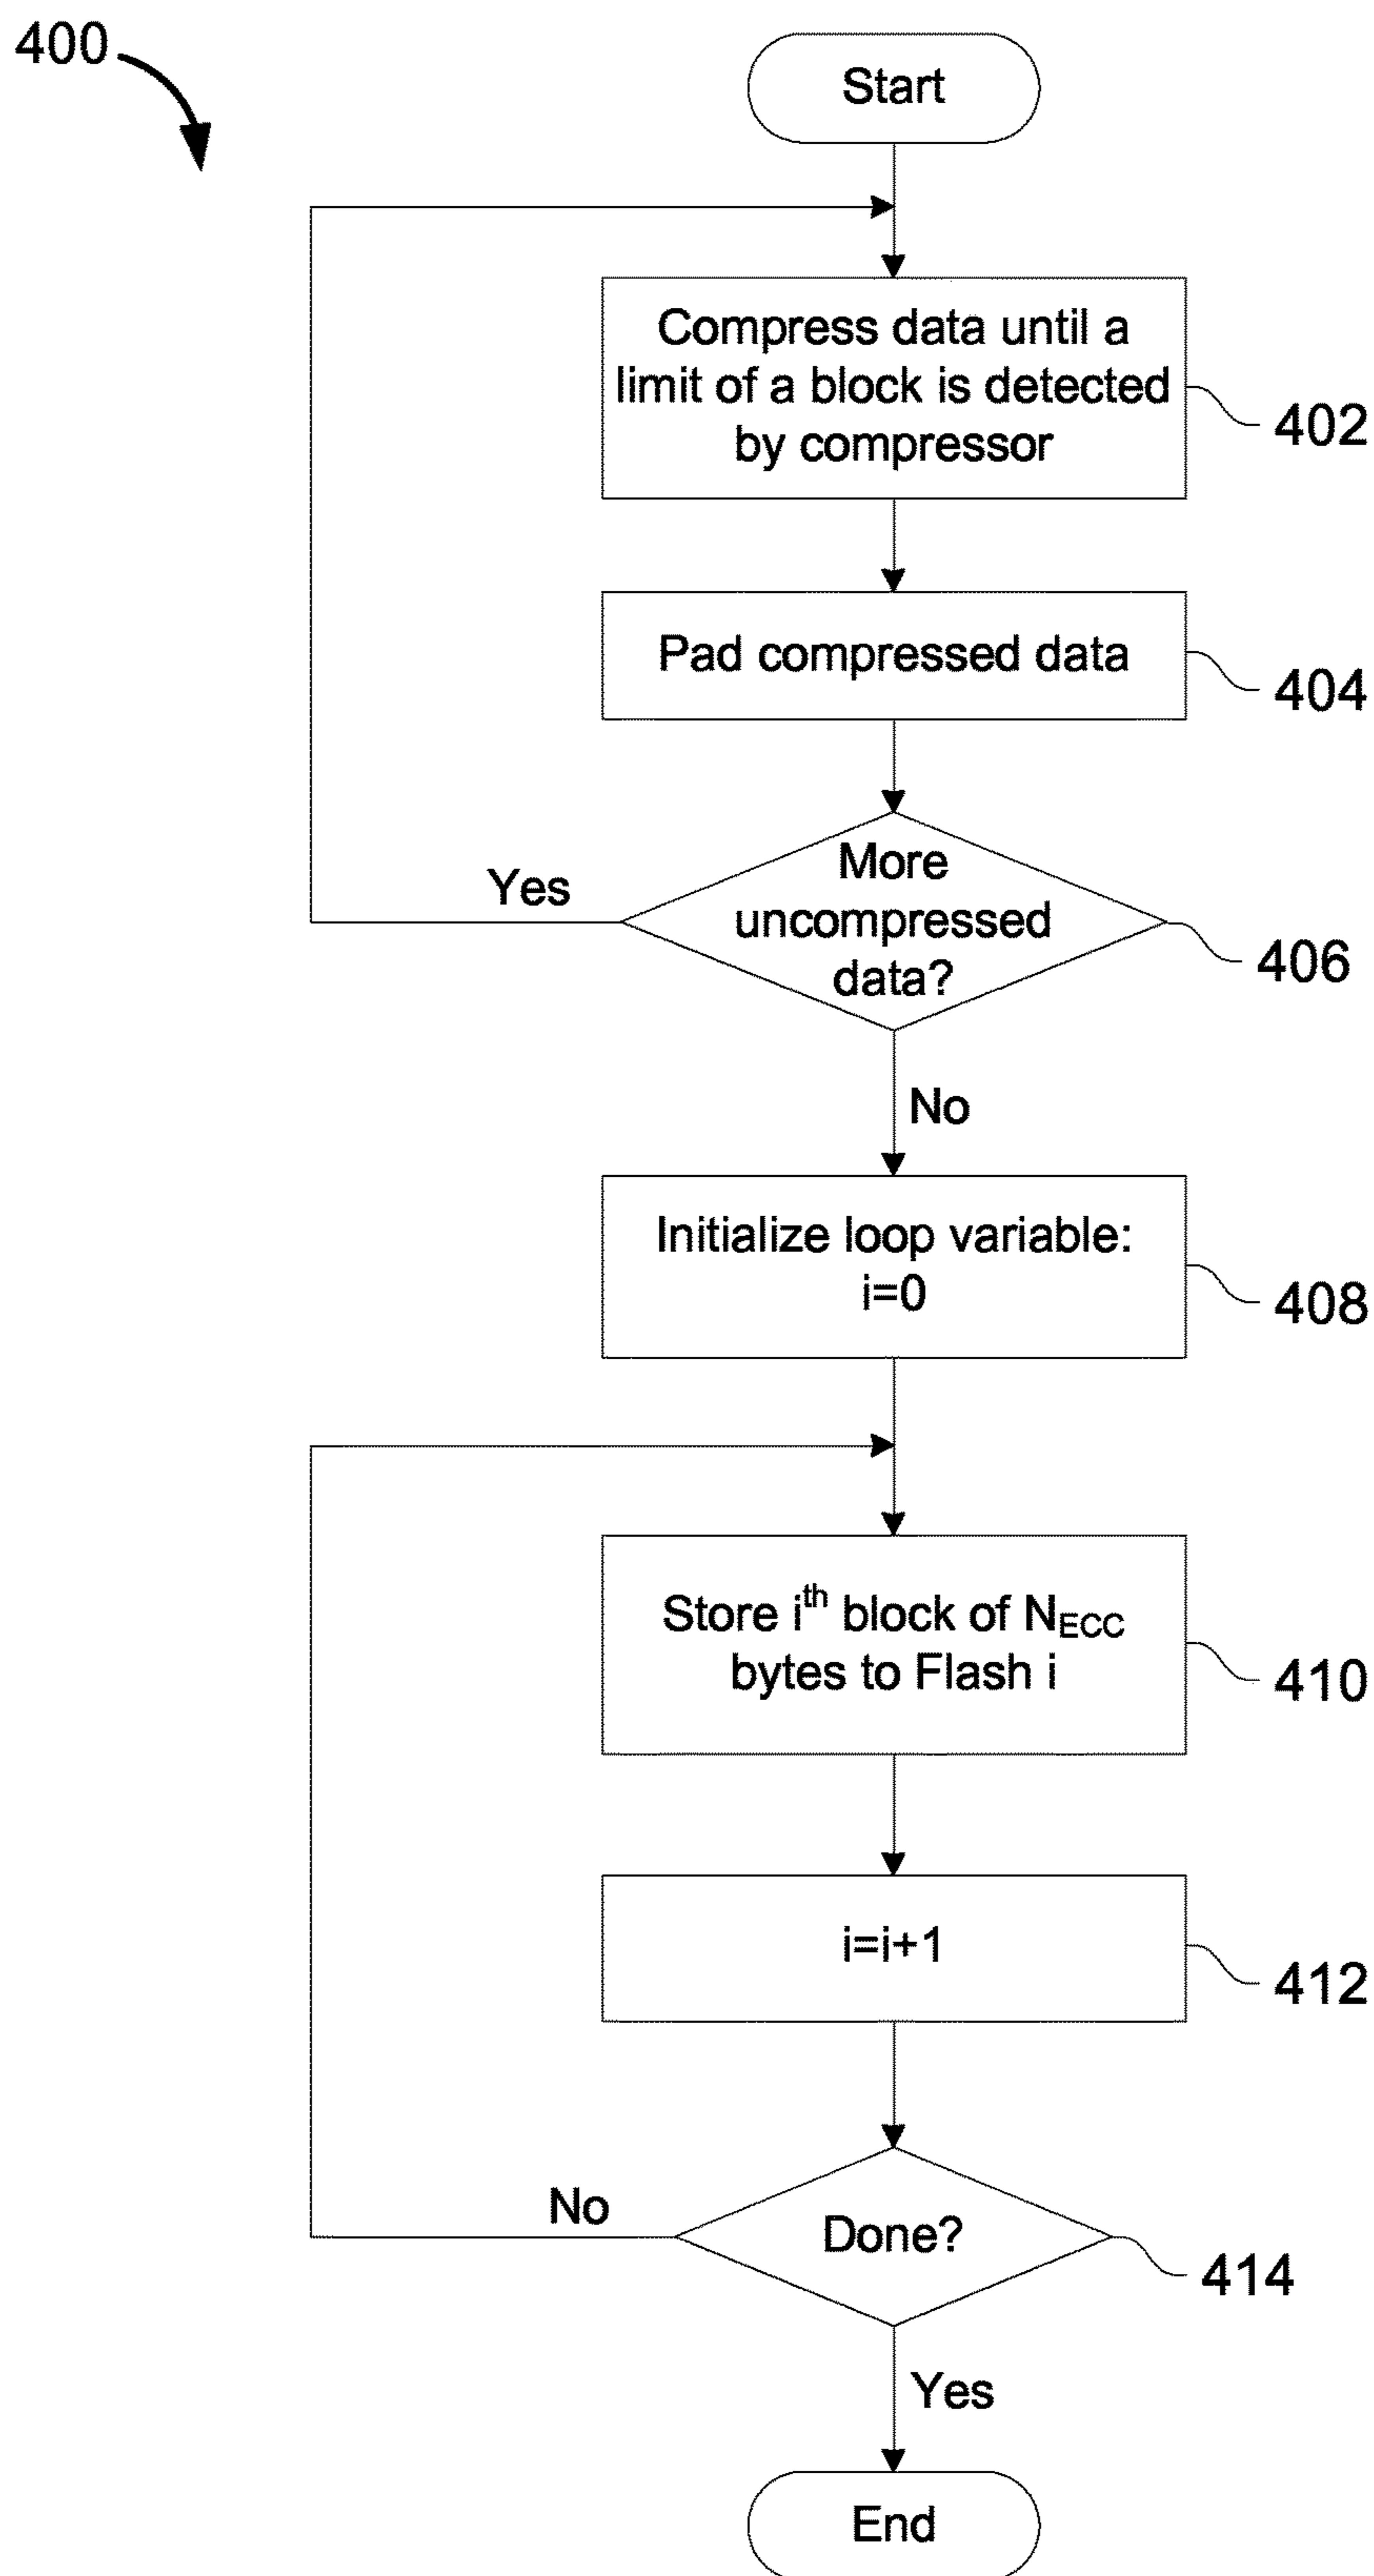 400
Start
Compress data until a
limit of a block is detected
by compressor
402
Pad compressed data
404
More
uncompressed
data?
Yes
406
No
Initialize loop variable:
i=0
408
Store ith block of NECC
bytes to Flash i
410
i=i+1
412
No
Done?
414
Yes
End